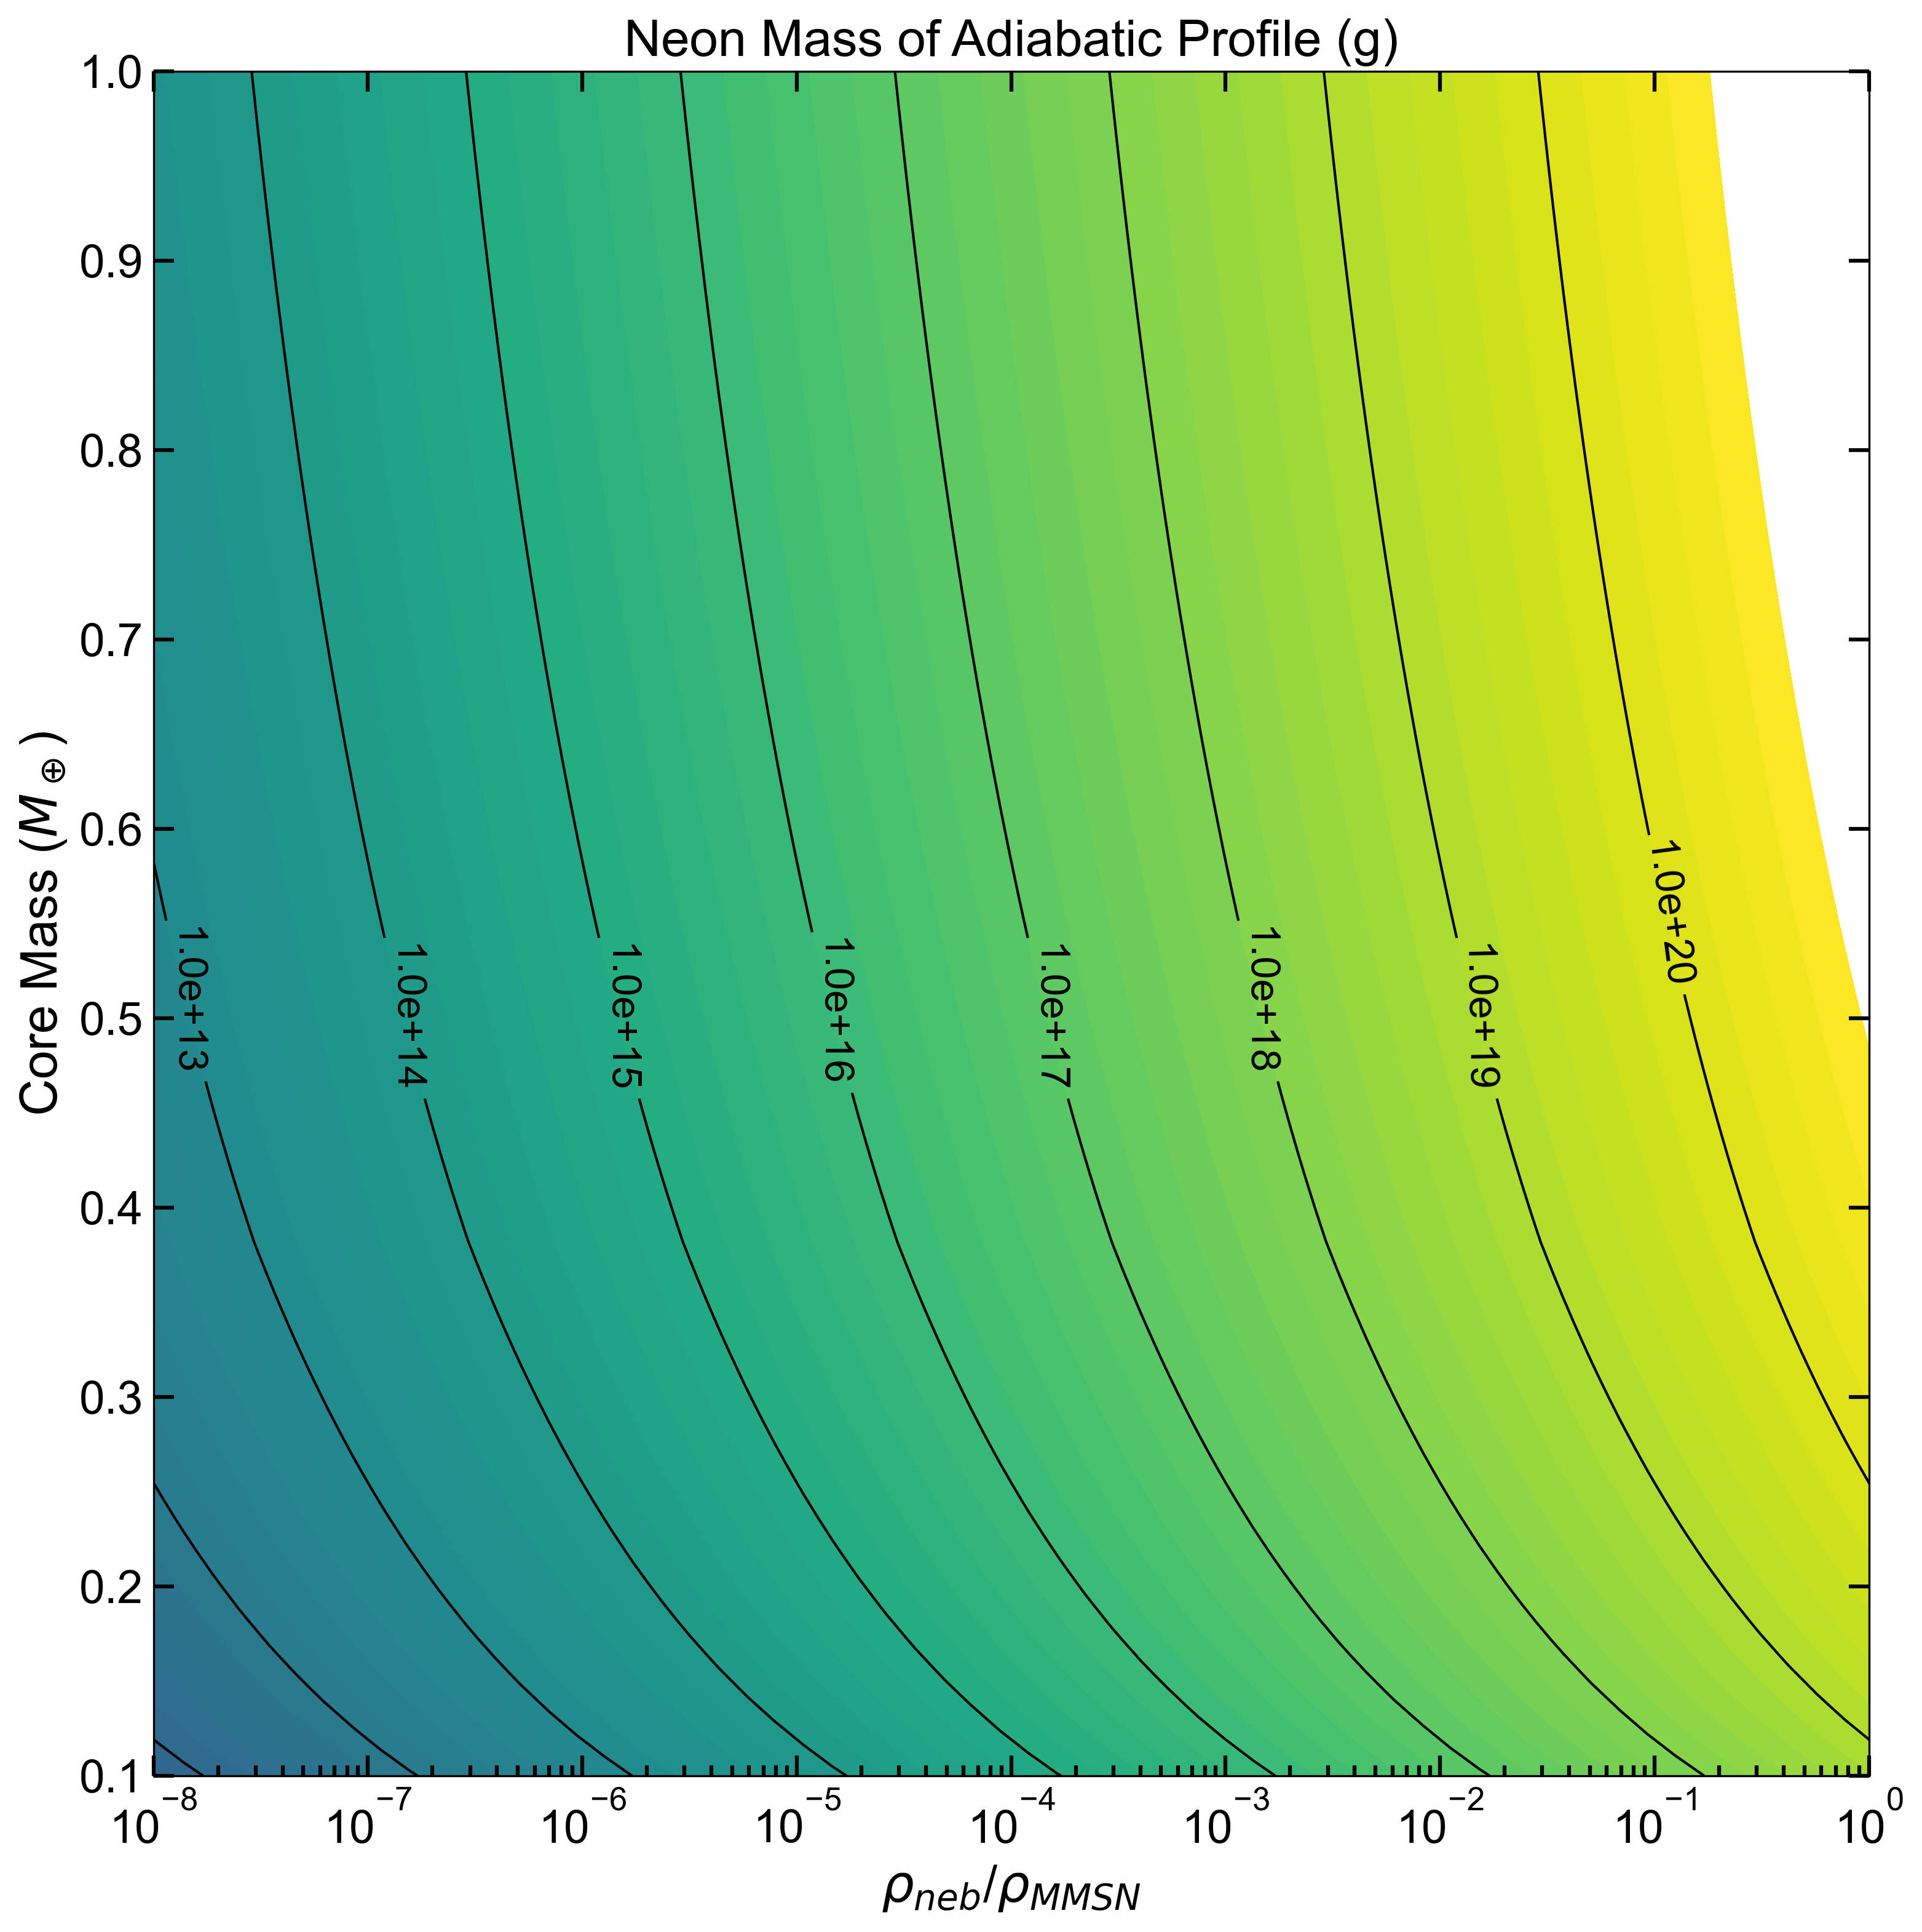 Neon Mass of Adiabatic Profile (g)
1.0
0.9
0.8
0.7
0.6
0.5
0.4
0.3
0.2
0.1
Core Mass (M⊕)
1.0e+13
1.0e+14
1.0e+15
1.0e+16
1.0e+17
1.0e+18
1.0e+19
1.0e+20
10⁻⁸ 10⁻⁷ 10⁻⁶ 10⁻⁵ 10⁻⁴ 10⁻³ 10⁻² 10⁻¹ 10⁰
ρneb/ρMMSN